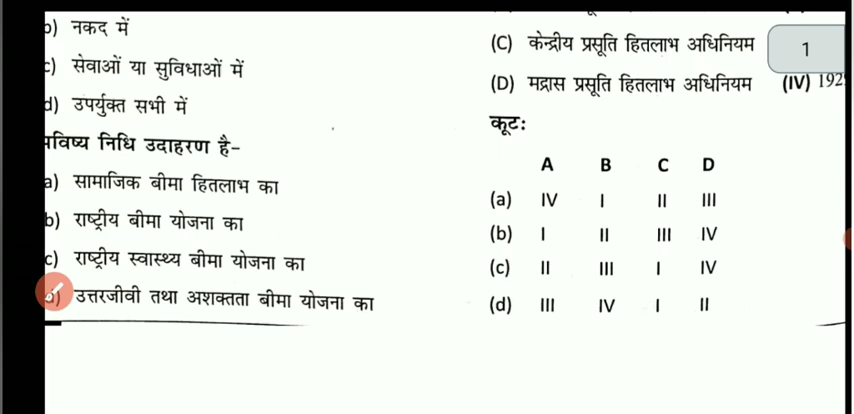 b) नकद में
c) सेवाओं या सुविधाओं में
d) उपर्युक्त सभी में
भविष्य निधि उदाहरण है–
a) सामाजिक बीमा हितलाभ का
b) राष्ट्रीय बीमा योजना का
c) राष्ट्रीय स्वास्थ्य बीमा योजना का
उत्तरजीवी तथा अशक्तता बीमा योजना का
(C) केन्द्रीय प्रसूति हितलाभ अधिनियम
1
(D) मद्रास प्रसूति हितलाभ अधिनियम (IV) 192
कूटः
A B C D
(a) IV I II III
(b) I II III IV
(c) II III I IV
(d) III IV I II